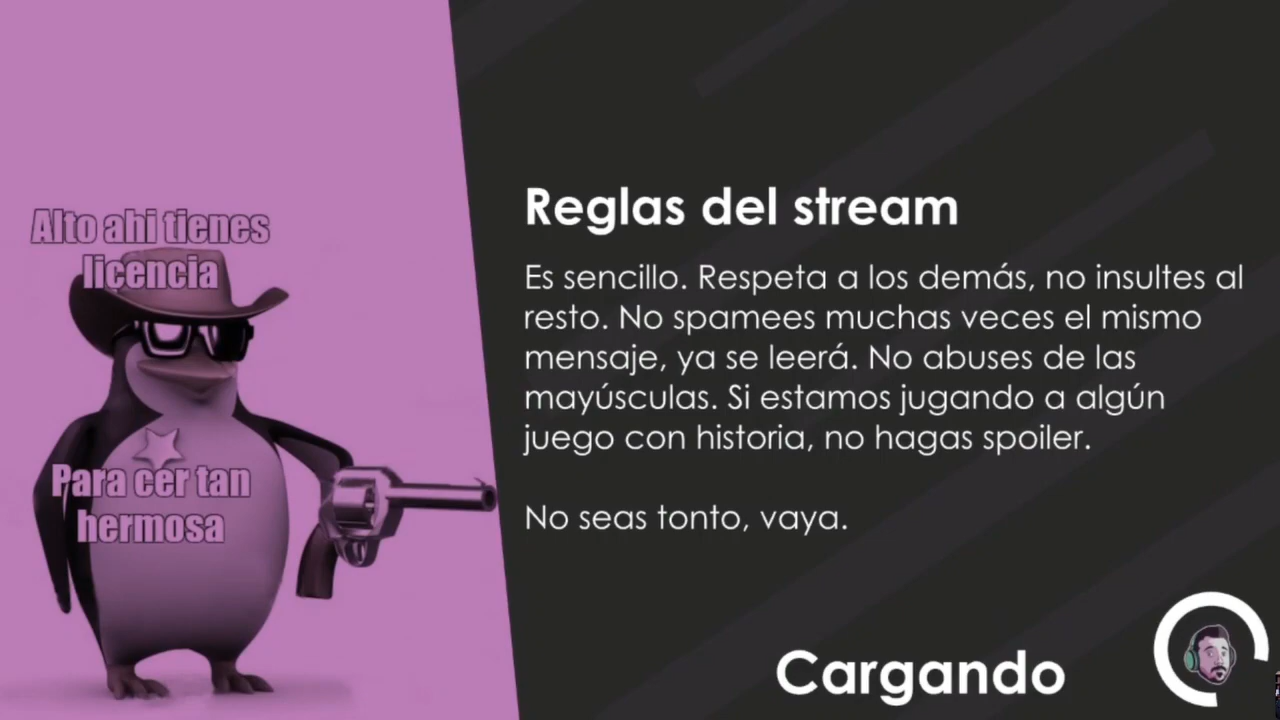 Alto ahi tienes
licencia
Para cer tan
hermosa
Reglas del stream
Es sencillo. Respeta a los demás, no insultes al
resto. No spamees muchas veces el mismo
mensaje, ya se leerá. No abuses de las
mayúsculas. Si estamos jugando a algún
juego con historia, no hagas spoiler.
No seas tonto, vaya.
Cargando